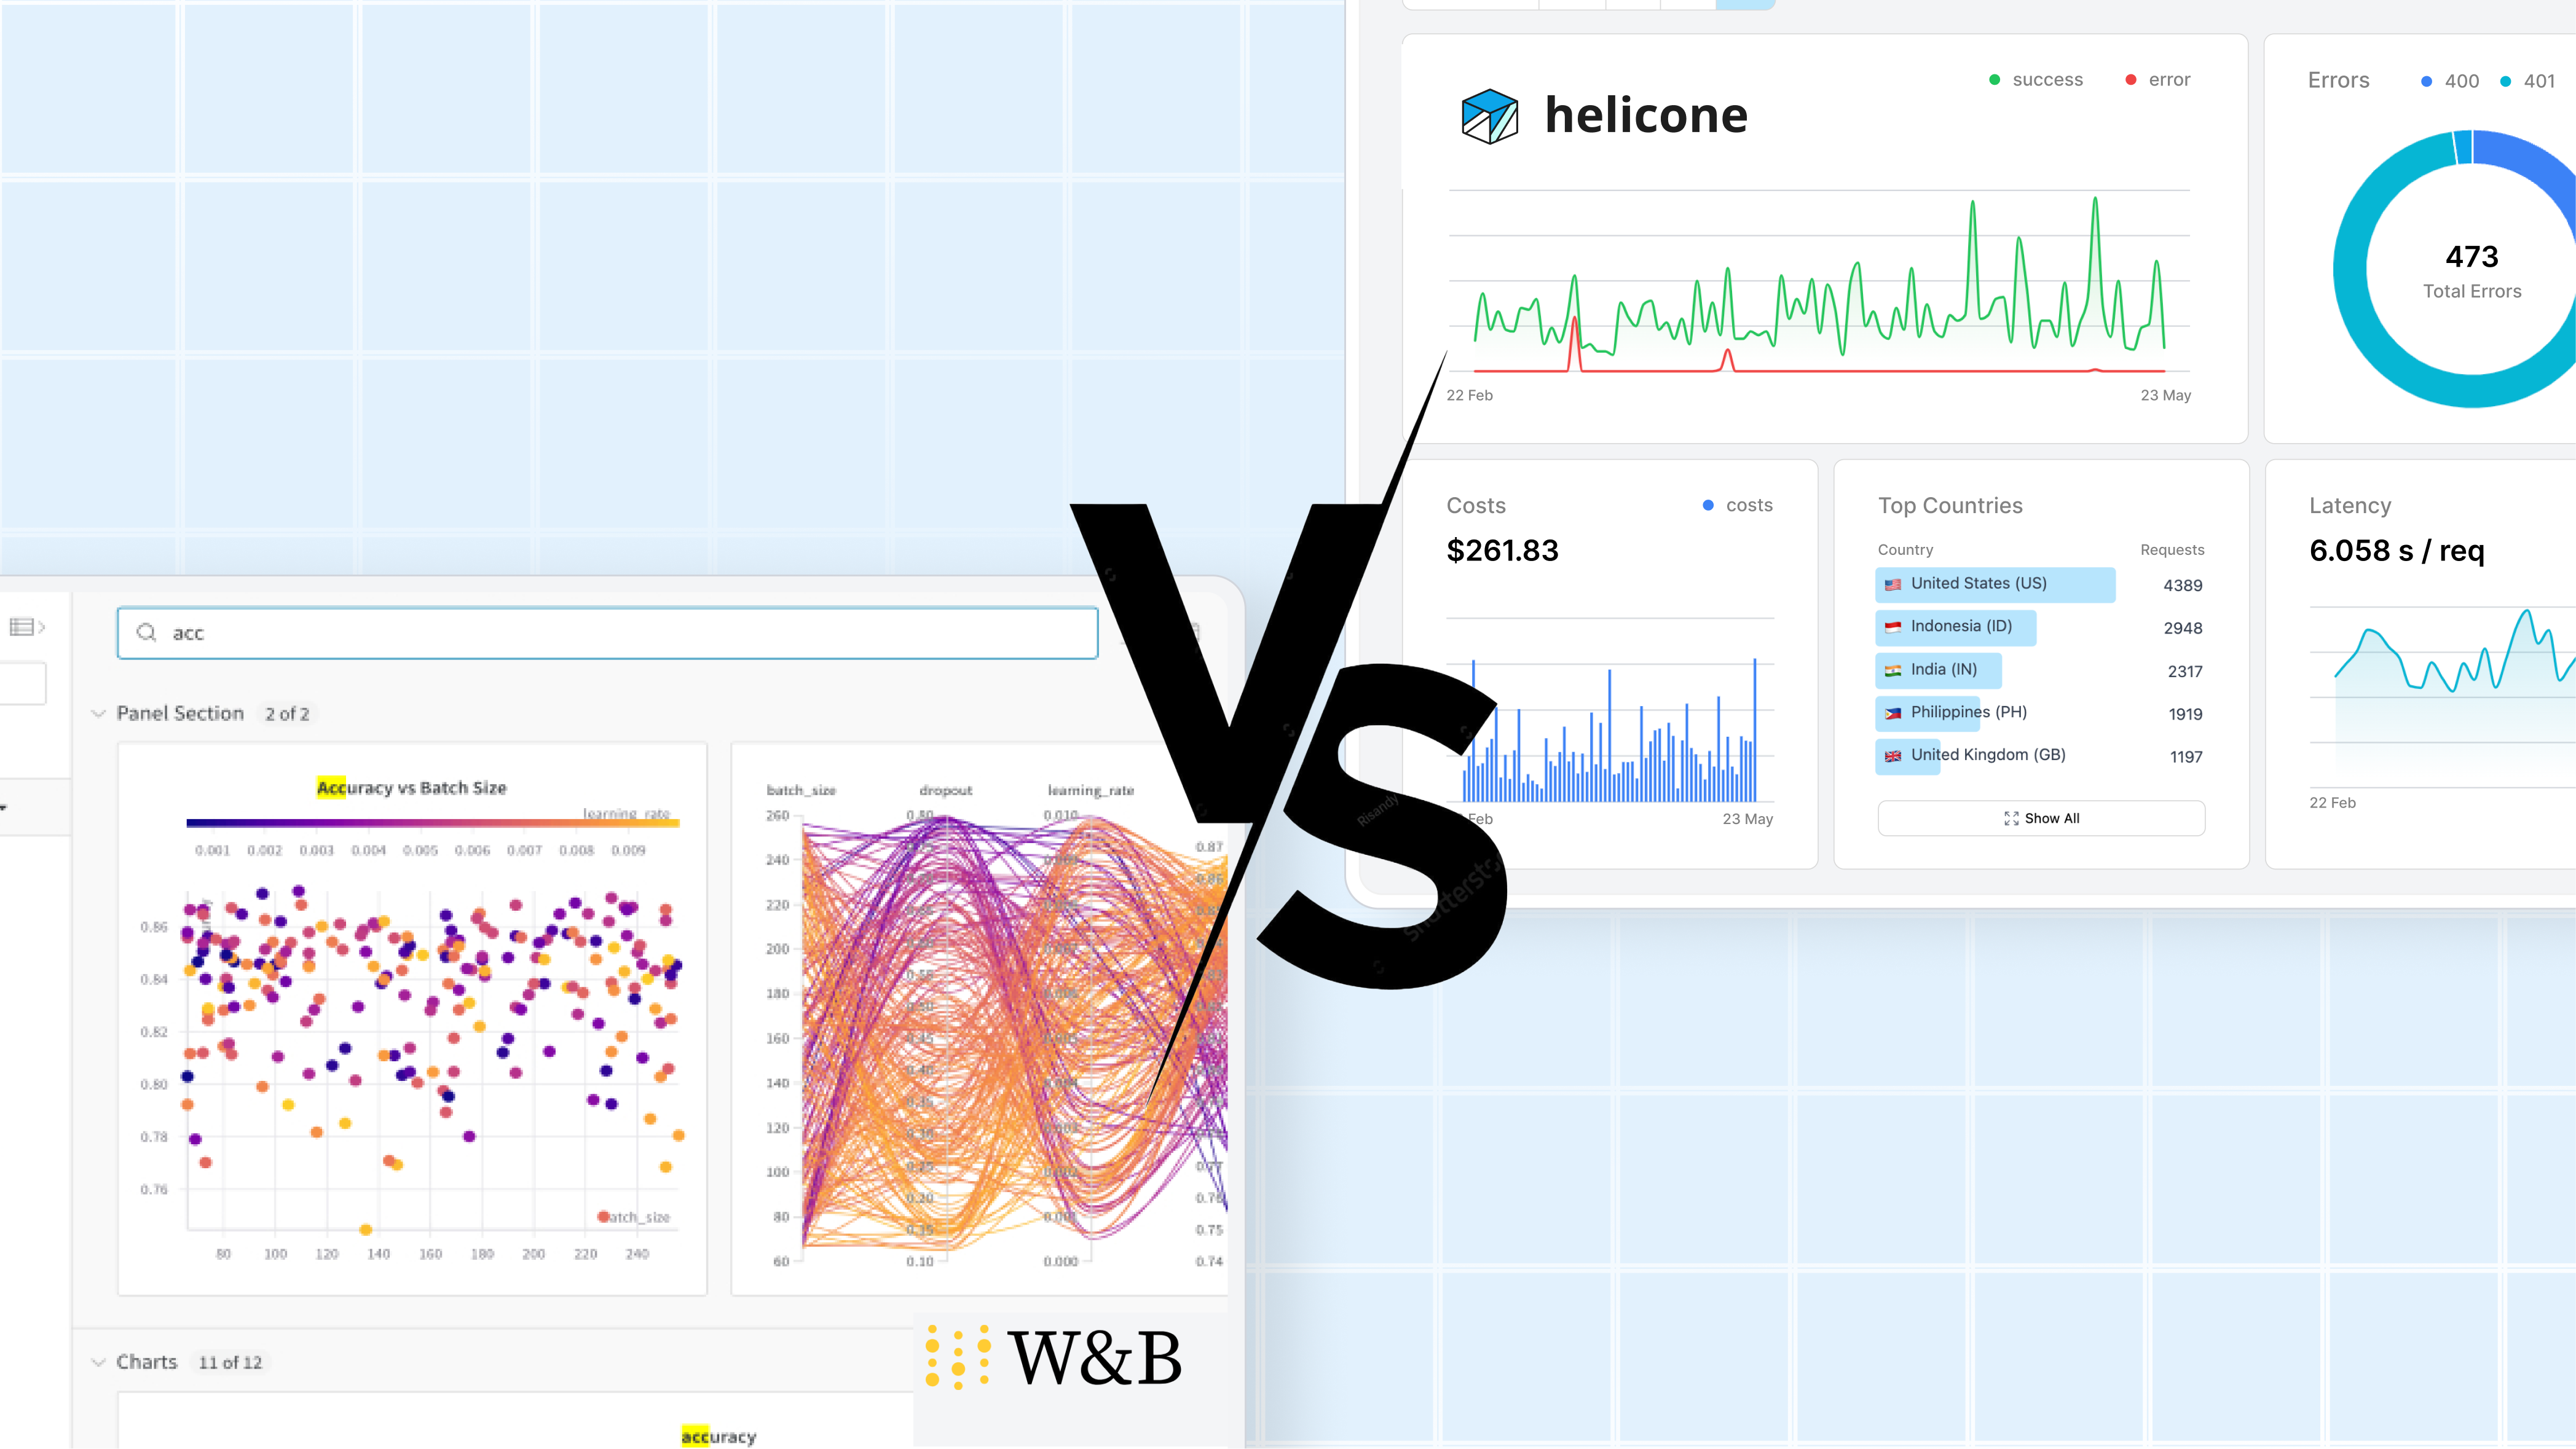 helicone
success error
22 Feb 23 May
Errors 400 401
473
Total Errors
Costs costs
$261.83
Feb 23 May
Top Countries
Country Requests
United States (US) 4389
Indonesia (ID) 2948
India (IN) 2317
Philippines (PH) 1919
United Kingdom (GB) 1197
Show All
Latency
6.058 s / req
22 Feb
VS
Risandy
acc
Panel Section 2 of 2
Accuracy vs Batch Size
learning_rate
0.001 0.002 0.003 0.004 0.005 0.006 0.007 0.008 0.009
0.86
0.84
0.82
0.80
0.78
0.76
atch_size
80 100 120 140 160 180 200 220 240
batch_size dropout learning_rate
260 0.010
240 0.87
220
200
180
160
140
120
100
80 0.75
60 0.10 0.000 0.74
Charts 11 of 12
accuracy
W&B